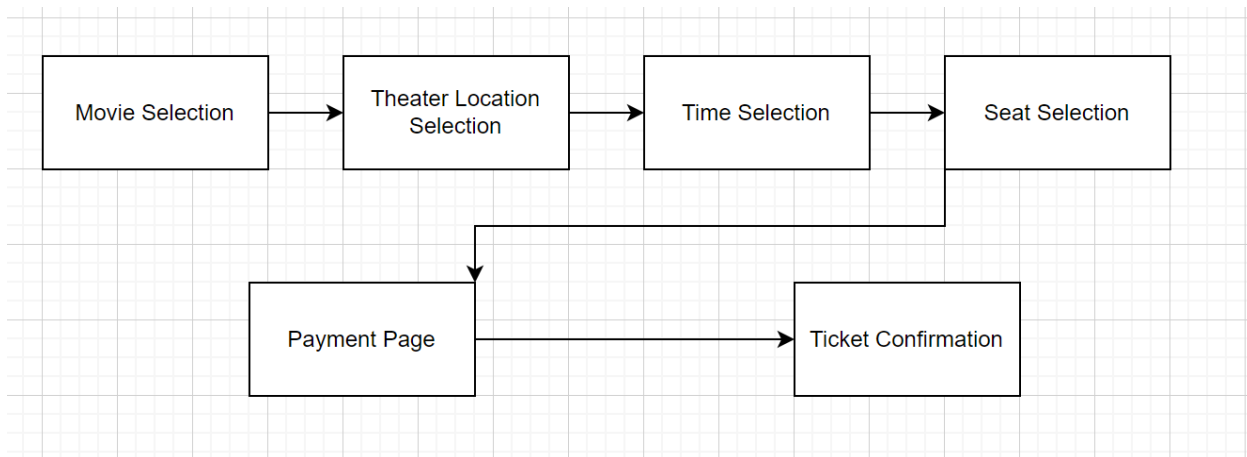 Movie Selection
Theater Location
Selection
Time Selection
Seat Selection
Payment Page
Ticket Confirmation